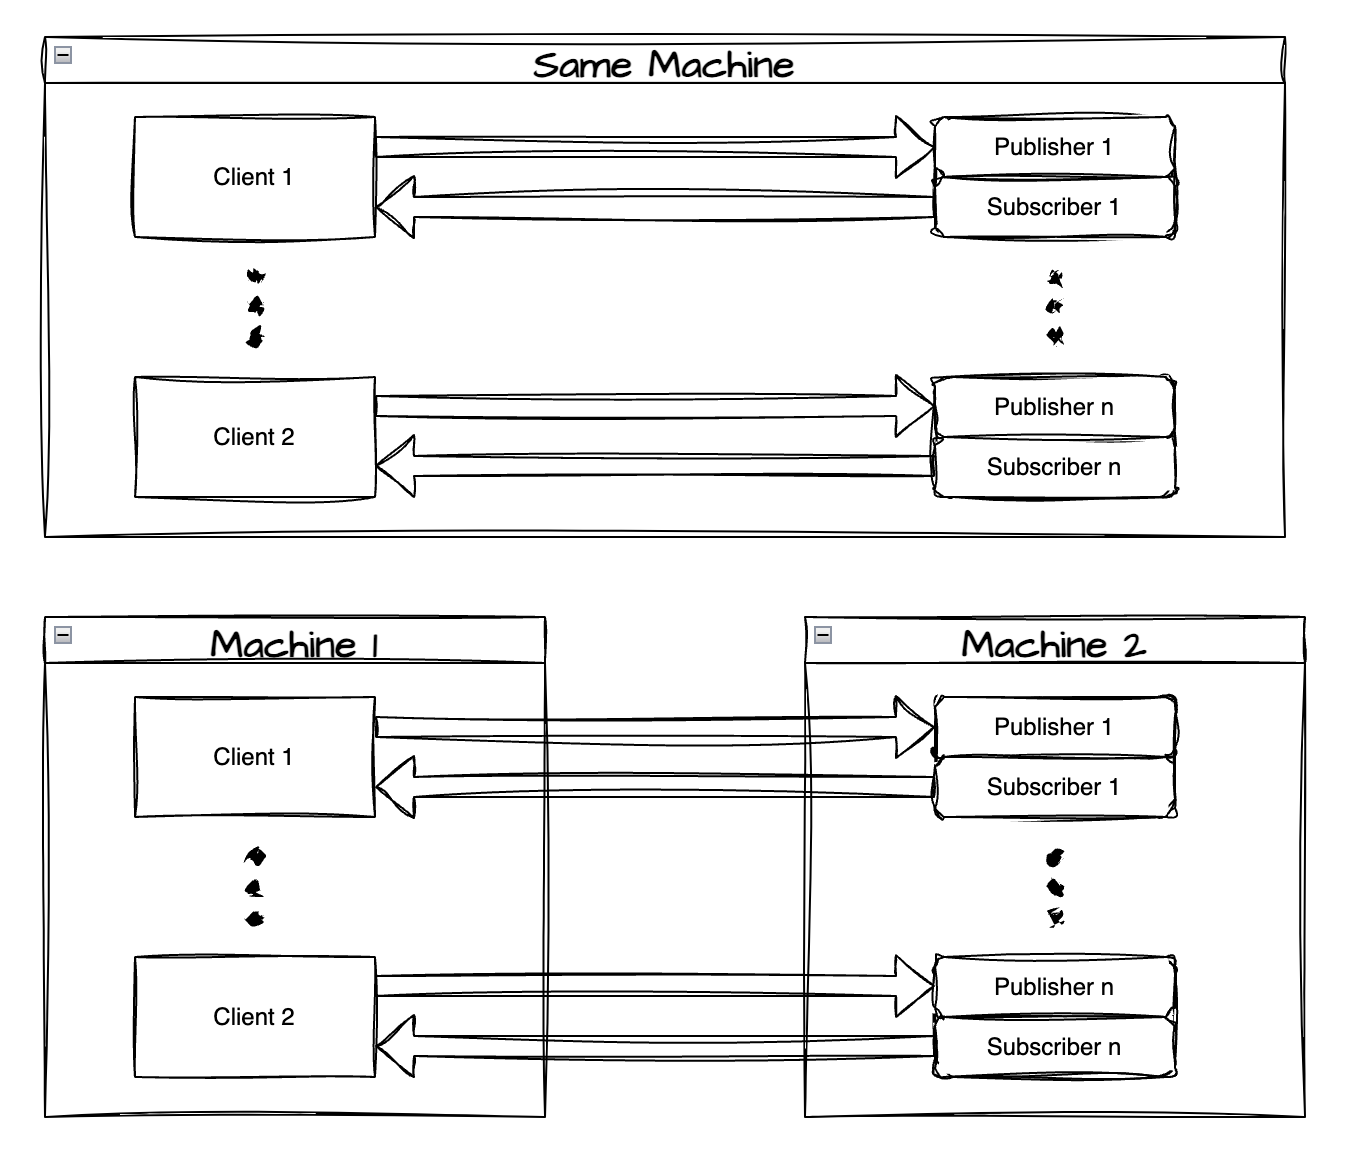 Same Machine
Client 1
Publisher 1
Subscriber 1
Client 2
Publisher n
Subscriber n
Machine 1
Machine 2
Client 1
Publisher 1
Subscriber 1
Client 2
Publisher n
Subscriber n